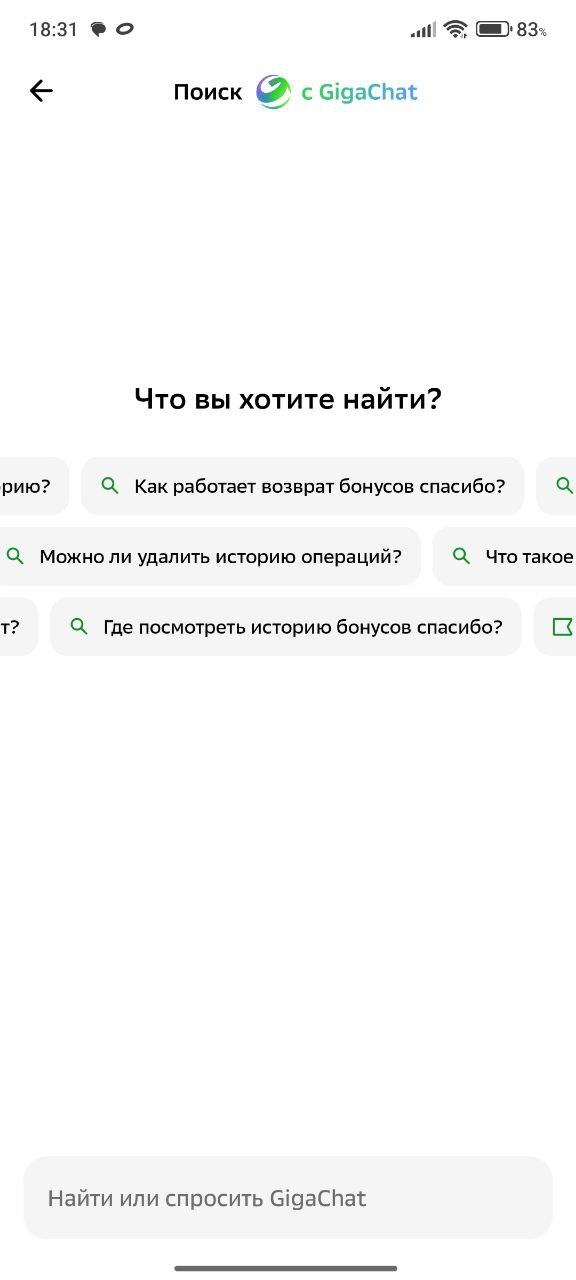 18:31 83%
Поиск с GigaChat
Что вы хотите найти?
рию? Как работает возврат бонусов спасибо?
Можно ли удалить историю операций? Что такое
т? Где посмотреть историю бонусов спасибо?
Найти или спросить GigaChat